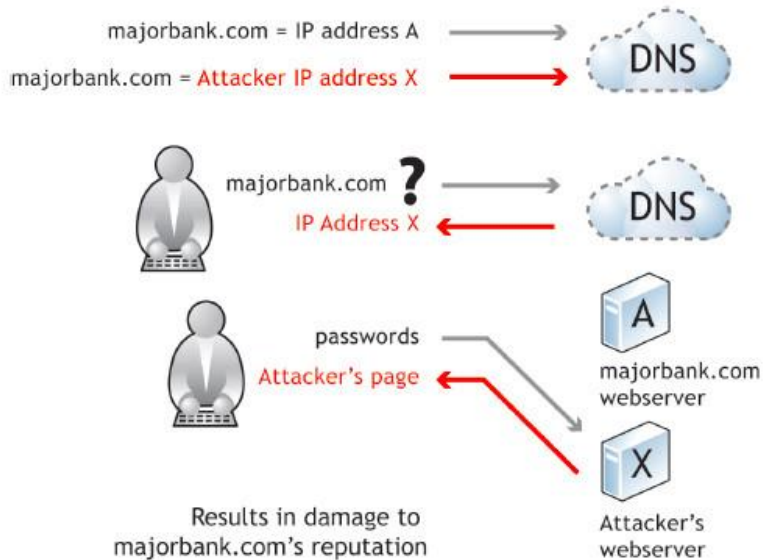 majorbank.com = IP address A
DNS
majorbank.com = Attacker IP address X
majorbank.com ?
DNS
IP Address X
A
passwords
Attacker's page
majorbank.com
webserver
X
Results in damage to
majorbank.com's reputation
Attacker's
webserver